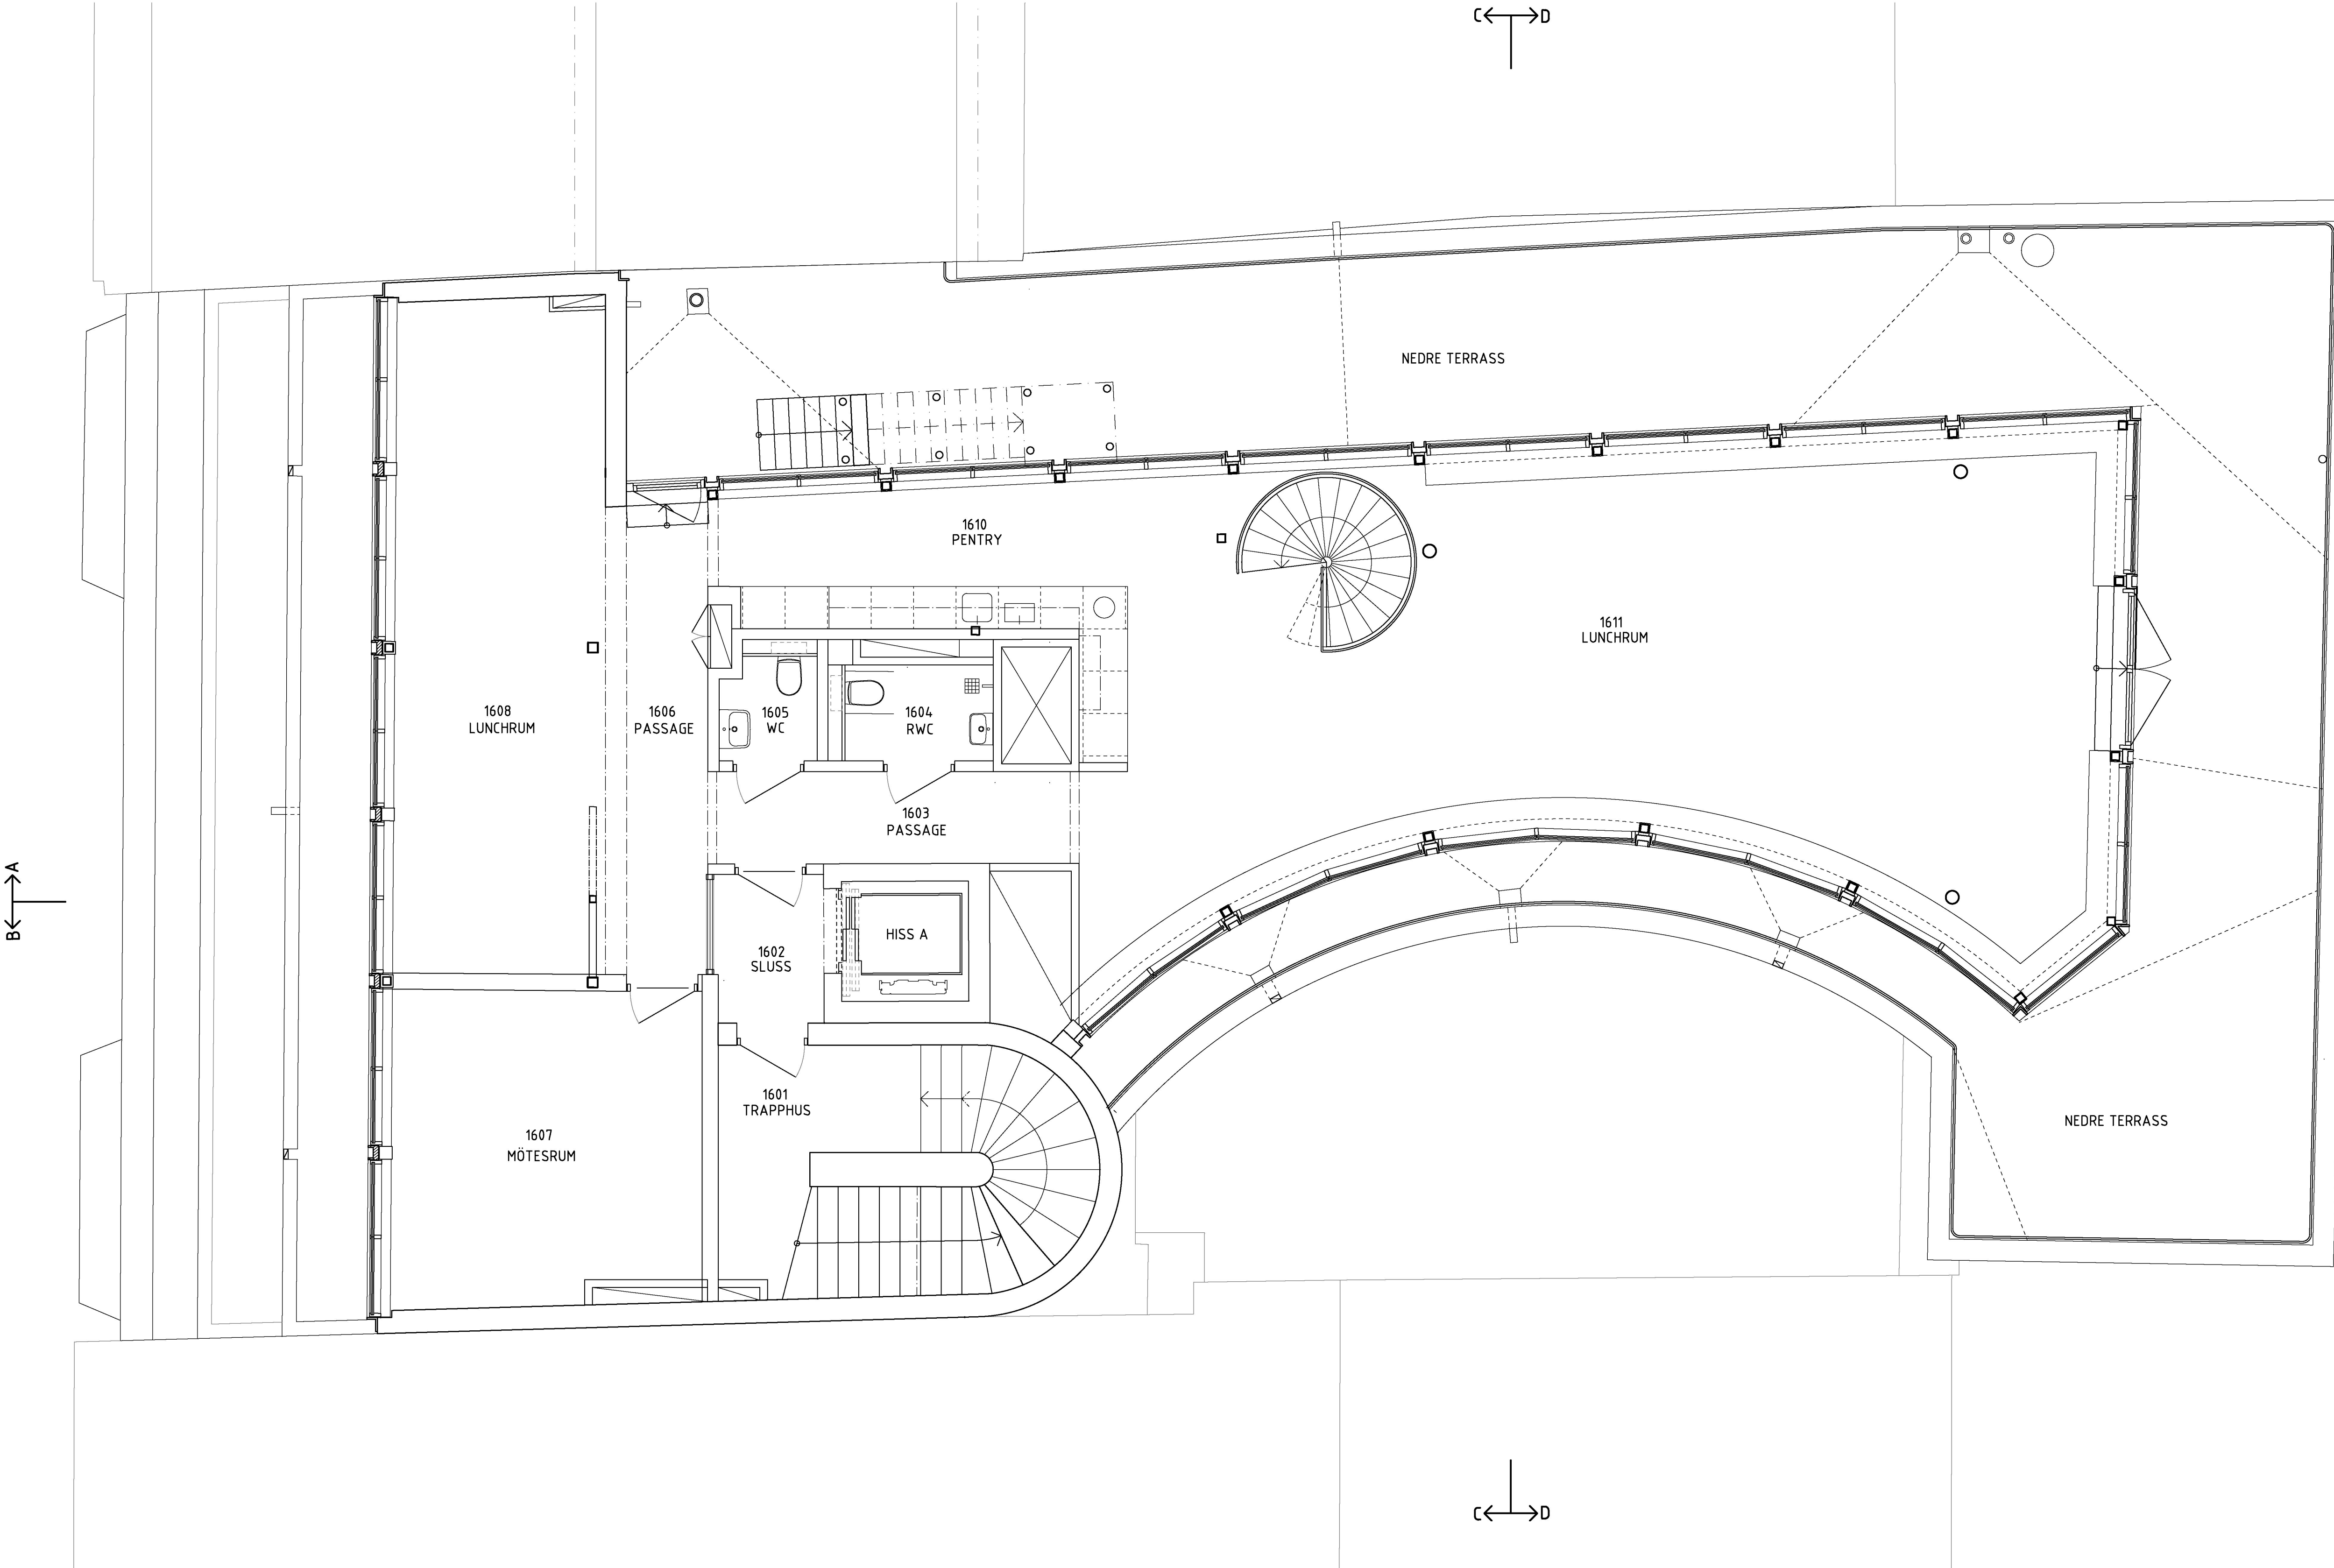 C D
NEDRE TERRASS
1610
PENTRY
1611
LUNCHRUM
1608
LUNCHRUM
1606
PASSAGE
1605
WC
1604
RWC
1603
PASSAGE
A
B
HISS A
1602
SLUSS
1601
TRAPPHUS
NEDRE TERRASS
1607
MÖTESRUM
C D